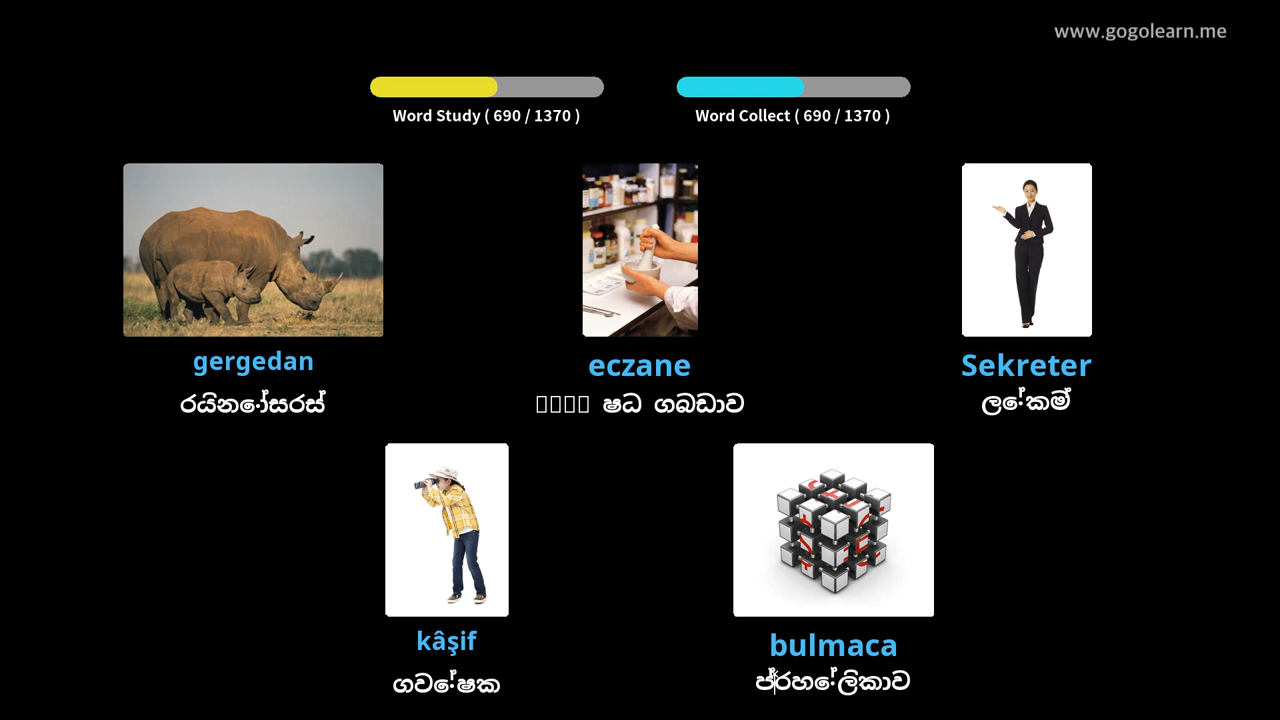 www.gogolearn.me
Word Study ( 690 / 1370 )
Word Collect ( 690 / 1370 )
gergedan
රයිනෝසරස්
eczane
ෂධ ගබඩාව
Sekreter
ලේකම්
kâşif
ගවේෂක
bulmaca
ප්රහේලිකාව